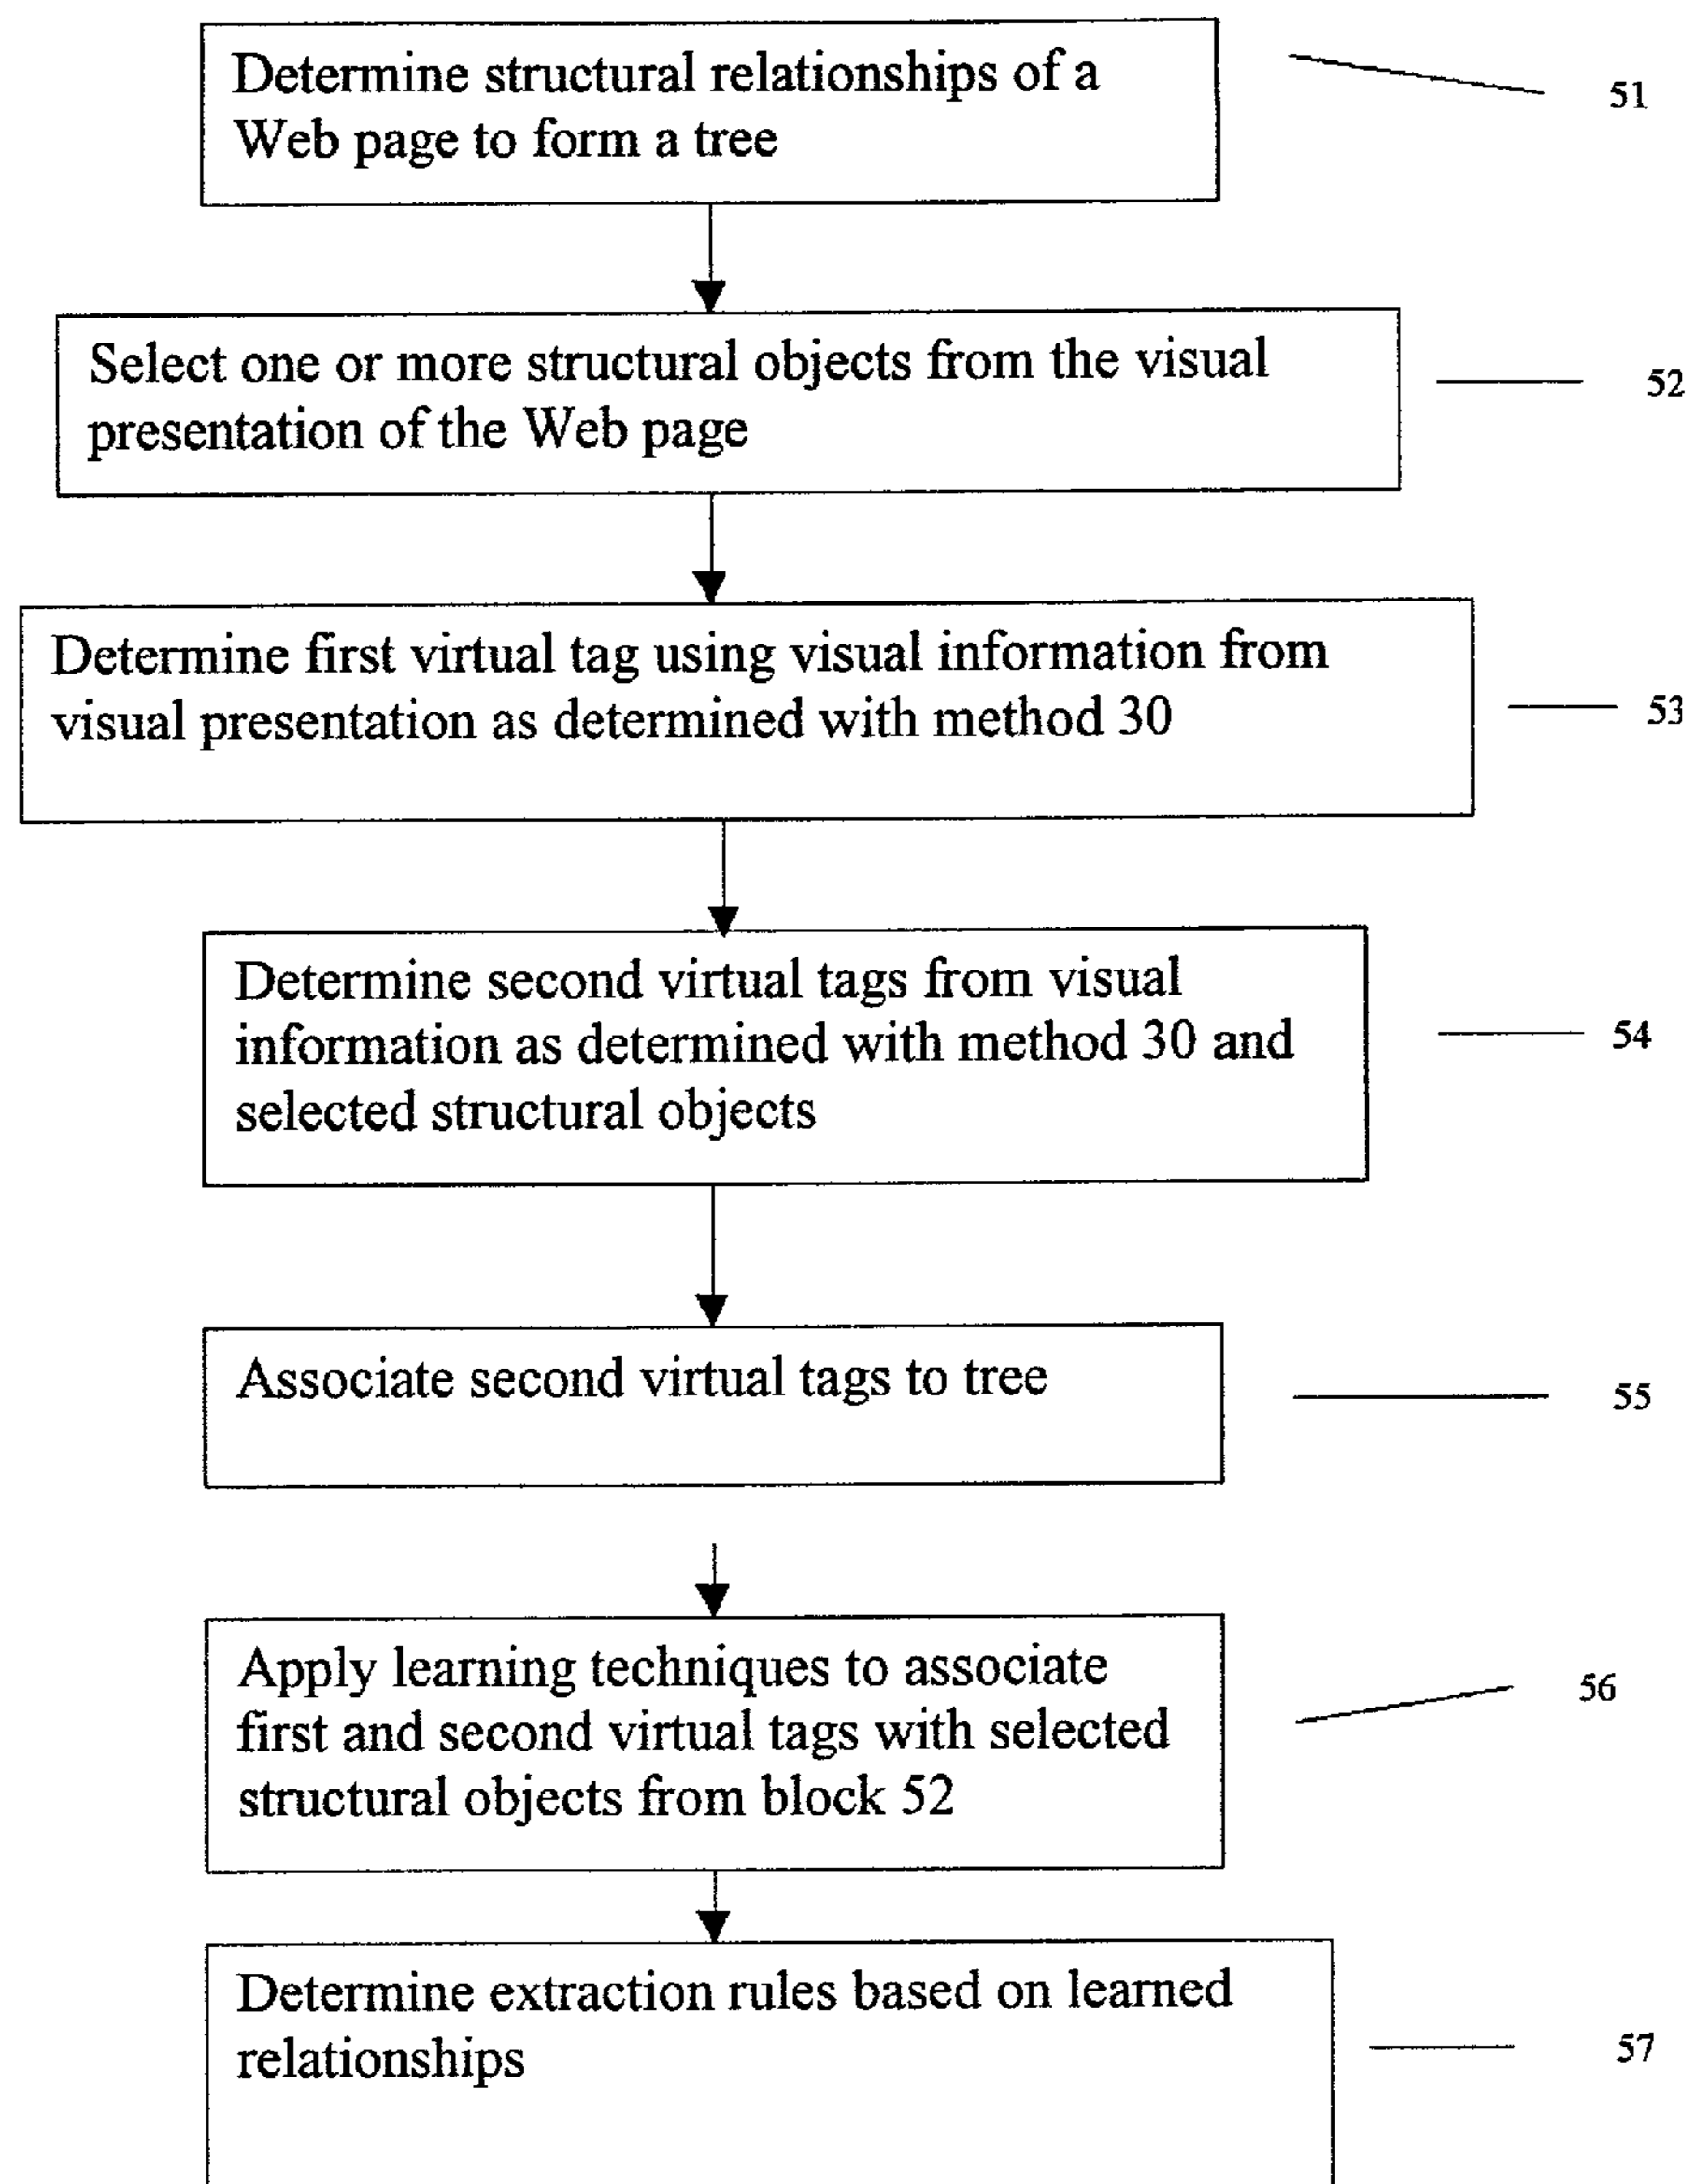 Determine structural relationships of a
Web page to form a tree
51
Select one or more structural objects from the visual
presentation of the Web page
52
Determine first virtual tag using visual information from
visual presentation as determined with method 30
53
Determine second virtual tags from visual
information as determined with method 30 and
selected structural objects
54
Associate second virtual tags to tree
55
Apply learning techniques to associate
first and second virtual tags with selected
structural objects from block 52
56
Determine extraction rules based on learned
relationships
57